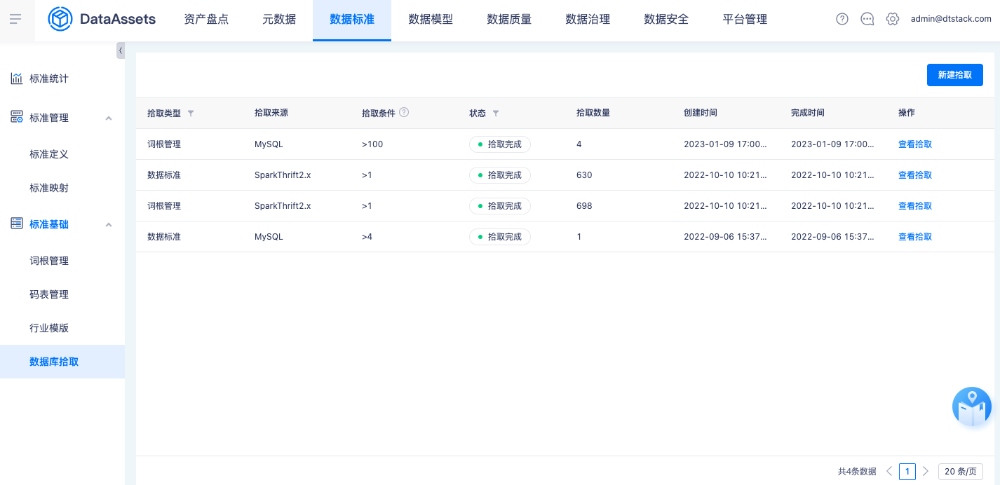 DataAssets 资产盘点 元数据 数据标准 数据模型 数据质量 数据治理 数据安全 平台管理 admin@dtstack.com
标准统计
标准管理
标准定义
标准映射
标准基础
词根管理
码表管理
行业模版
数据库拾取
新建拾取
拾取类型 拾取来源 拾取条件 状态 拾取数量 创建时间 完成时间 操作
词根管理 MySQL >100 拾取完成 4 2023-01-09 17:00... 2023-01-09 17:00... 查看拾取
数据标准 SparkThrift2.x >1 拾取完成 630 2022-10-10 10:21... 2022-10-10 10:21... 查看拾取
词根管理 SparkThrift2.x >1 拾取完成 698 2022-10-10 10:21... 2022-10-10 10:21... 查看拾取
数据标准 MySQL >4 拾取完成 1 2022-09-06 15:37... 2022-09-06 15:37... 查看拾取
共4条数据 1 20 条/页